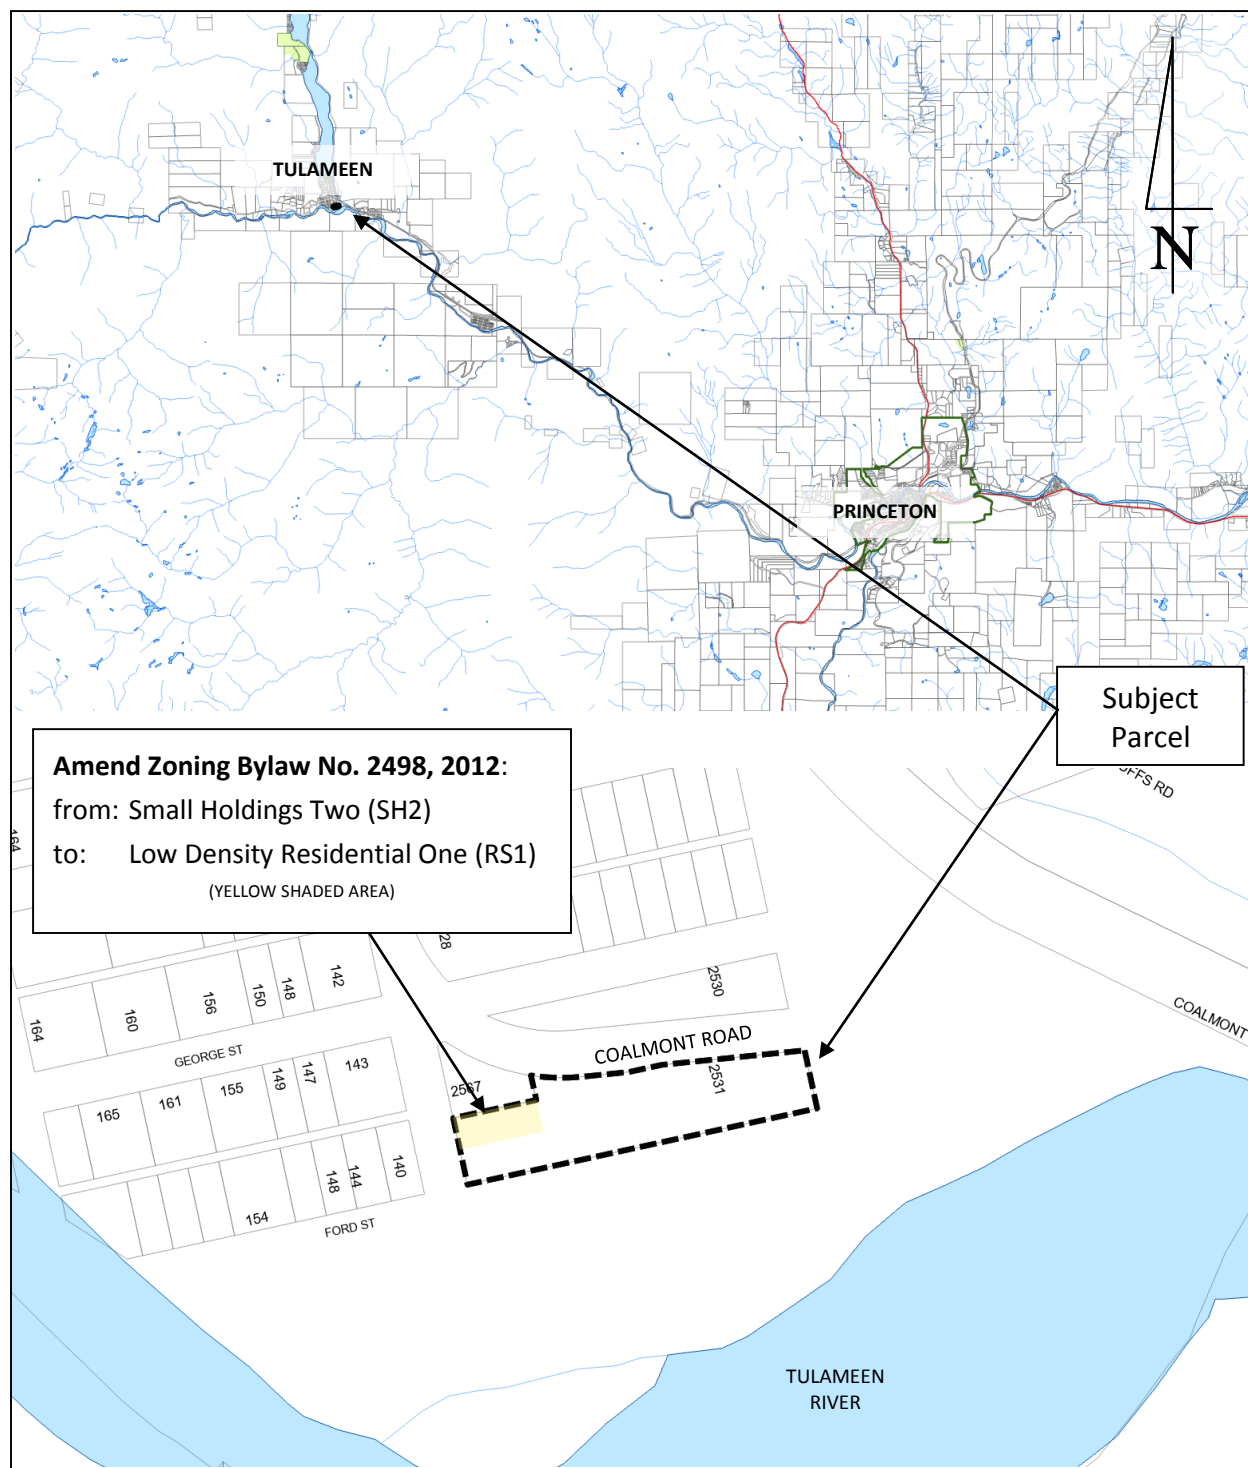 TULAMEEN
N
PRINCETON
Subject
Parcel
Amend Zoning Bylaw No. 2498, 2012:
from: Small Holdings Two (SH2)
to: Low Density Residential One (RS1)
(YELLOW SHADED AREA)
164
28
2530
COALMONT
164
160
156
150
148
142
GEORGE ST
COALMONT ROAD
2567
2531
165
161
155
149
147
143
154
148
144
140
FORD ST
TULAMEEN
RIVER